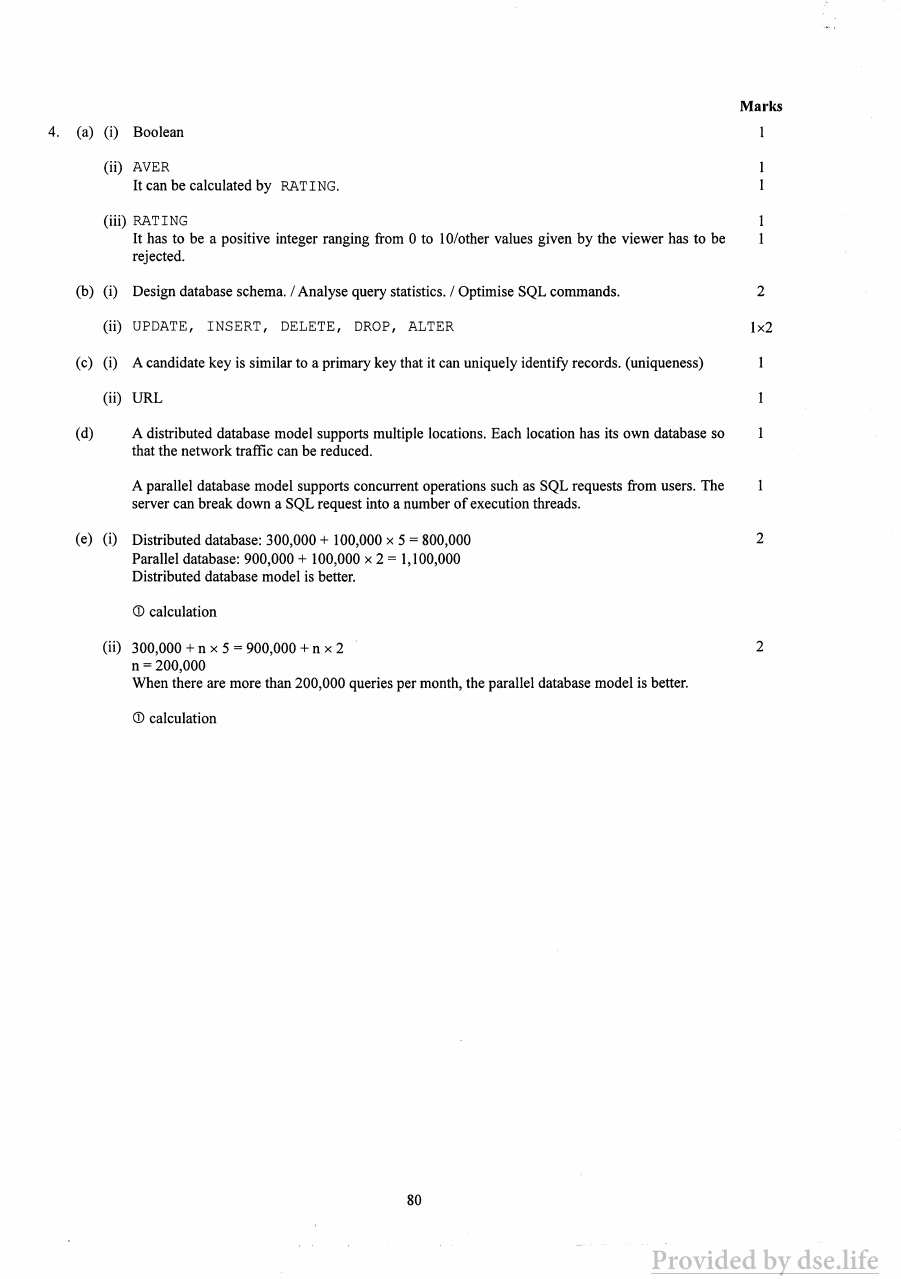 Marks
4. (a) (i) Boolean 1
(ii) AVER 1
It can be calculated by RATING. 1
(iii) RATING 1
It has to be a positive integer ranging from 0 to 10/other values given by the viewer has to be 1
rejected.
(b) (i) Design database schema. / Analyse query statistics. / Optimise SQL commands. 2
(ii) UPDATE, INSERT, DELETE, DROP, ALTER 1×2
(c) (i) A candidate key is similar to a primary key that it can uniquely identify records. (uniqueness) 1
(ii) URL 1
(d) A distributed database model supports multiple locations. Each location has its own database so 1
that the network traffic can be reduced.
A parallel database model supports concurrent operations such as SQL requests from users. The 1
server can break down a SQL request into a number of execution threads.
(e) (i) Distributed database: 300,000 + 100,000 × 5 = 800,000 2
Parallel database: 900,000 + 100,000 × 2 = 1,100,000
Distributed database model is better.
① calculation
(ii) 300,000 + n × 5 = 900,000 + n × 2 2
n = 200,000
When there are more than 200,000 queries per month, the parallel database model is better.
① calculation
80
Provided by dse.life